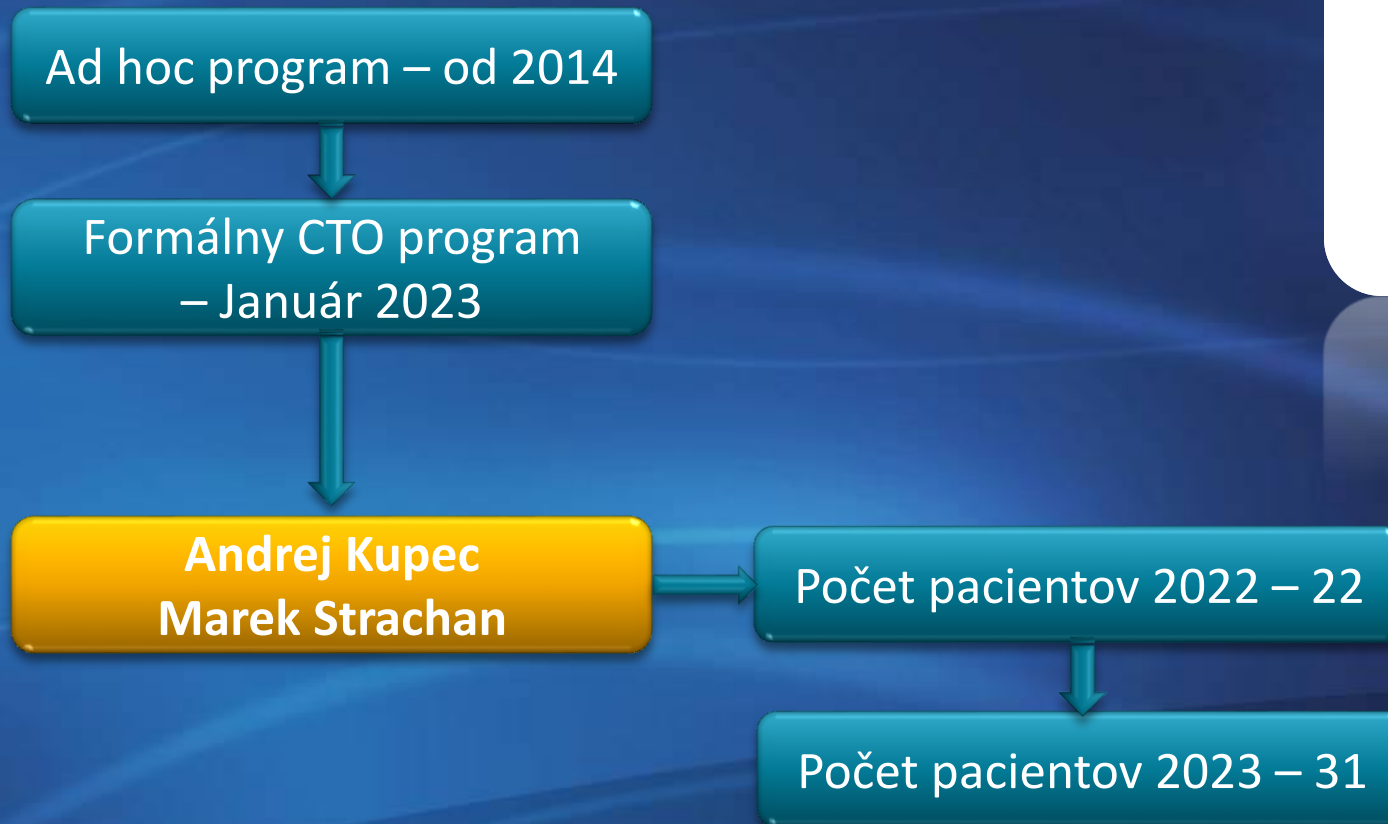 Ad hoc program – od 2014
Formálny CTO program
– Január 2023
Andrej Kupec
Marek Strachan
Počet pacientov 2022 – 22
Počet pacientov 2023 – 31